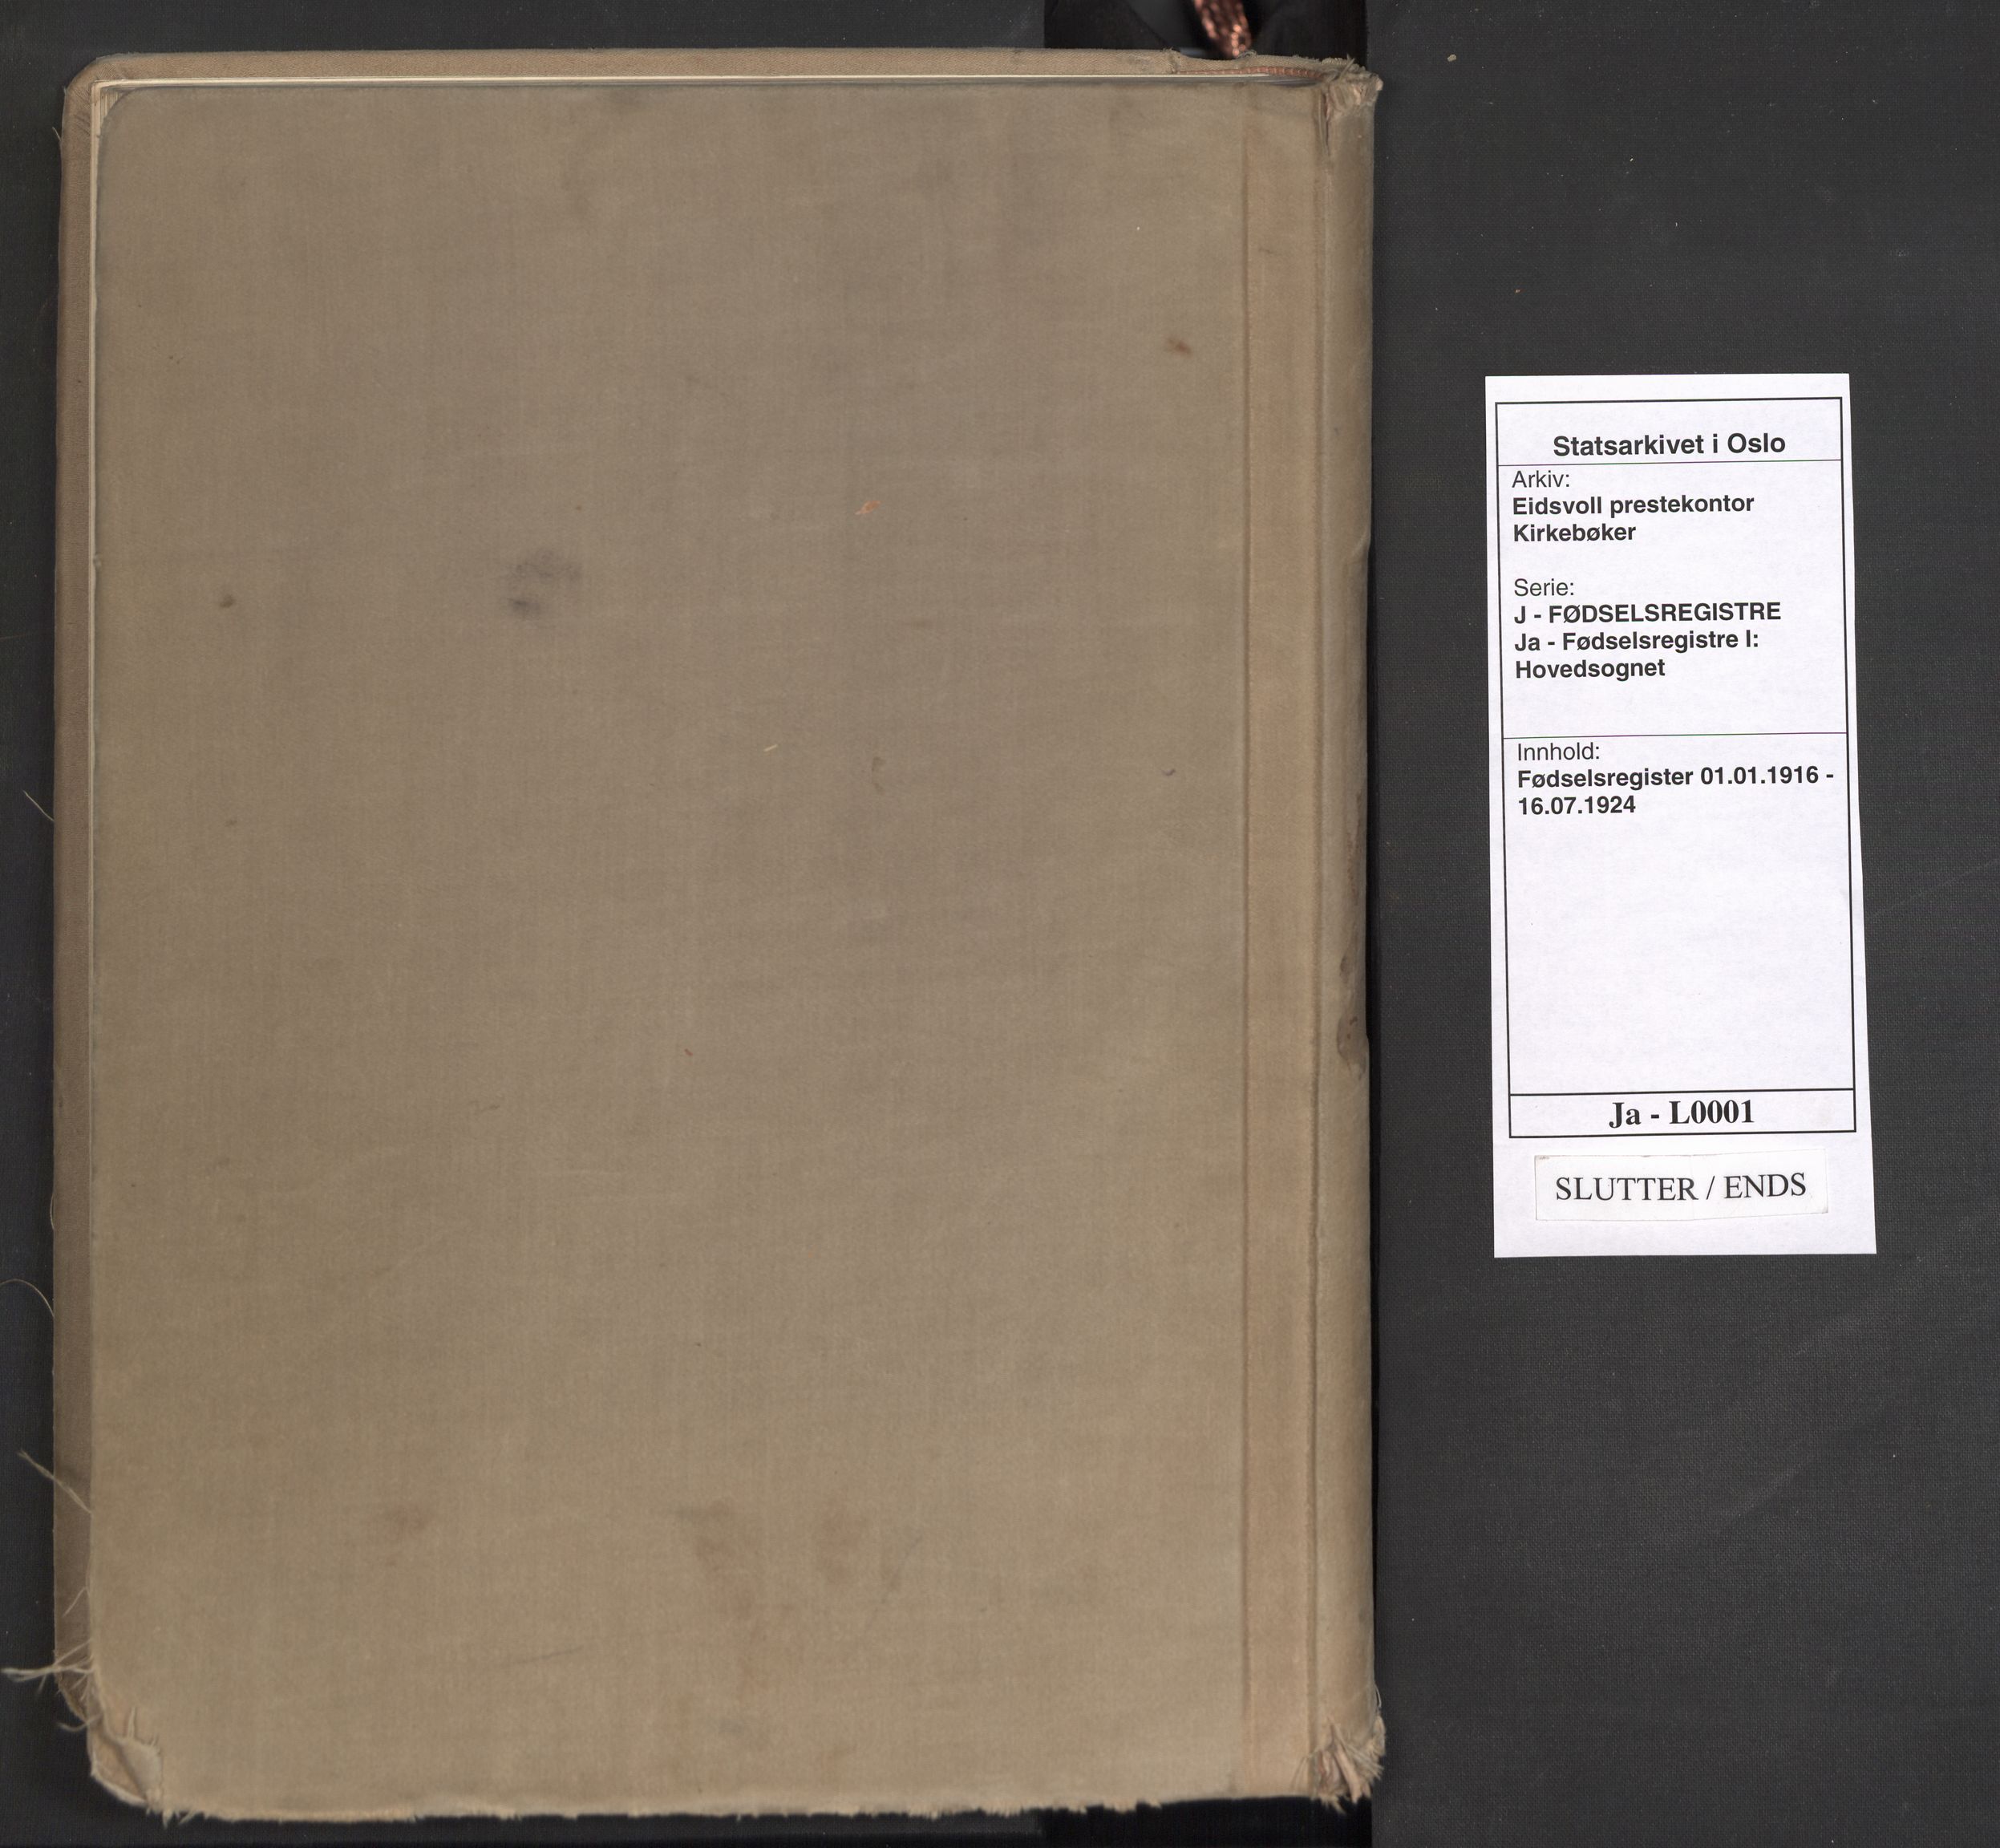 Statsarkivet i Oslo
Arkiv:
Eidsvoll prestekontor
Kirkebøker
Serie:
J - FØDSELSREGISTRE
Ja - Fødselsregistre I:
Hovedsognet
Innhold:
Fødselsregister 01.01.1916 -
16.07.1924
Ja - L0001
SLUTTER / ENDS